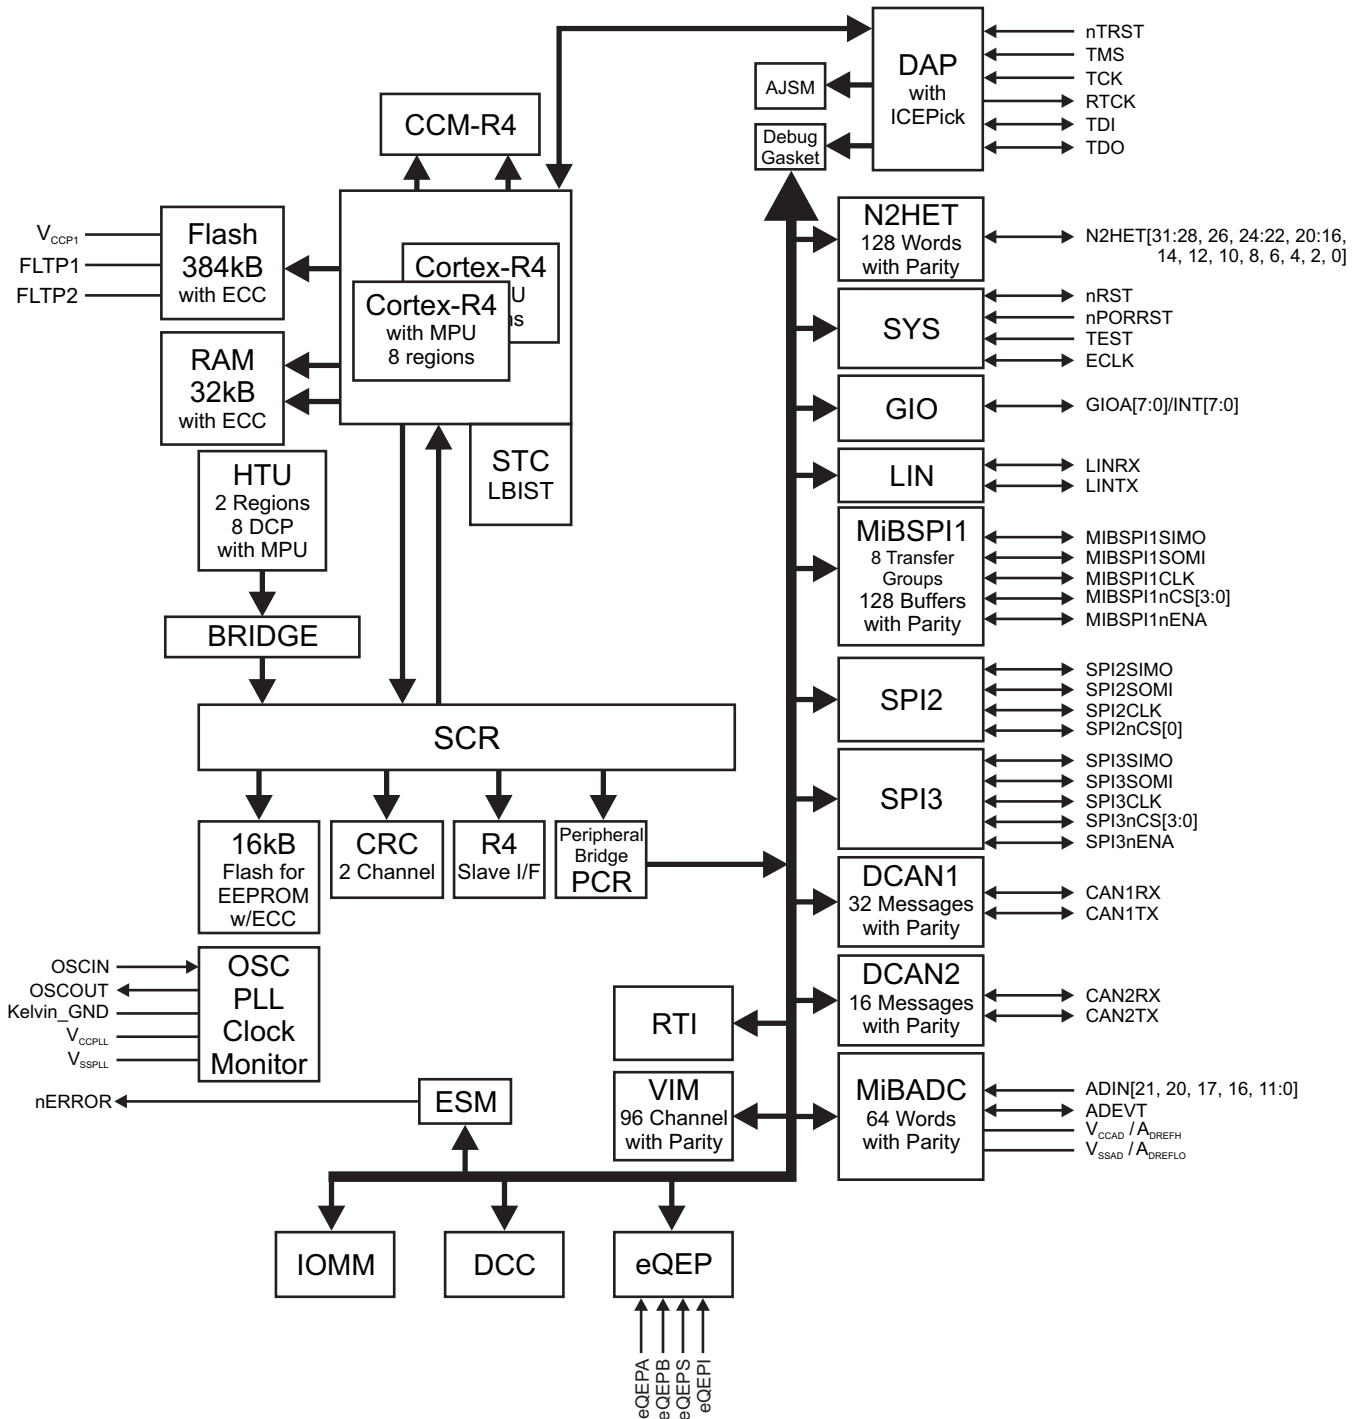 nTRST
TMS
TCK
RTCK
TDI
TDO
DAP
with
ICEPick
AJSM
Debug
Gasket
CCM-R4
VCCP1
FLTP1
FLTP2
Flash
384kB
with ECC
Cortex-R4
U
ns
Cortex-R4
with MPU
8 regions
RAM
32kB
with ECC
HTU
2 Regions
8 DCP
with MPU
STC
LBIST
BRIDGE
SCR
16kB
Flash for
EEPROM
w/ECC
CRC
2 Channel
R4
Slave I/F
Peripheral
Bridge
PCR
OSCIN
OSCOUT
Kelvin_GND
VCCPLL
VSSPLL
OSC
PLL
Clock
Monitor
nERROR
ESM
RTI
VIM
96 Channel
with Parity
IOMM
DCC
eQEP
eQEPA
eQEPB
eQEPS
eQEPI
N2HET
128 Words
with Parity
N2HET[31:28, 26, 24:22, 20:16,
14, 12, 10, 8, 6, 4, 2, 0]
SYS
nRST
nPORRST
TEST
ECLK
GIO
GIOA[7:0]/INT[7:0]
LIN
LINRX
LINTX
MiBSPI1
8 Transfer
Groups
128 Buffers
with Parity
MIBSPI1SIMO
MIBSPI1SOMI
MIBSPI1CLK
MIBSPI1nCS[3:0]
MIBSPI1nENA
SPI2
SPI2SIMO
SPI2SOMI
SPI2CLK
SPI2nCS[0]
SPI3
SPI3SIMO
SPI3SOMI
SPI3CLK
SPI3nCS[3:0]
SPI3nENA
DCAN1
32 Messages
with Parity
CAN1RX
CAN1TX
DCAN2
16 Messages
with Parity
CAN2RX
CAN2TX
MiBADC
64 Words
with Parity
ADIN[21, 20, 17, 16, 11:0]
ADEVT
VCCAD / ADREFH
VSSAD / ADREFLO